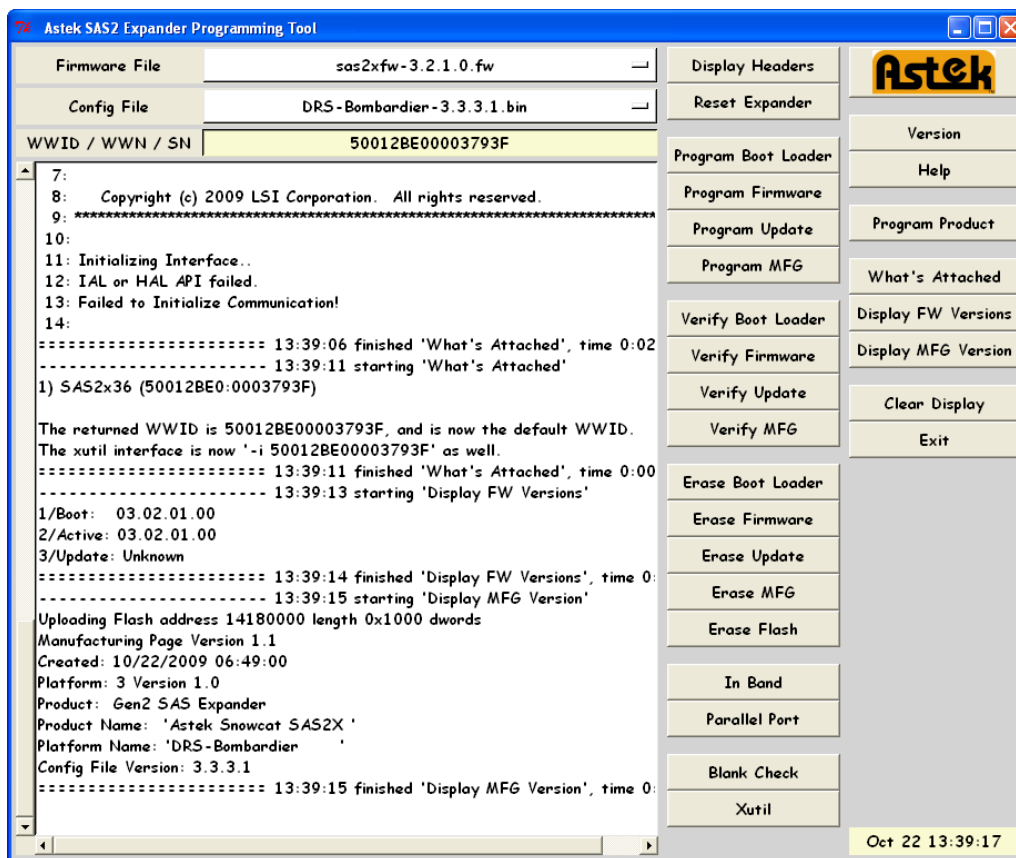 Astek SAS2 Expander Programming Tool
Firmware File
sas2xfw-3.2.1.0.fw
Config File
DRS-Bombardier-3.3.3.1.bin
WWID / WWN / SN
50012BE00003793F
7:
8: Copyright (c) 2009 LSI Corporation. All rights reserved.
9: ***************************************************************************
10:
11: Initializing Interface..
12: IAL or HAL API failed.
13: Failed to Initialize Communication!
14:
======================= 13:39:06 finished 'What's Attached', time 0:02
----------------------- 13:39:11 starting 'What's Attached'
1) SAS2x36 (50012BE0:0003793F)
The returned WWID is 50012BE00003793F, and is now the default WWID.
The xutil interface is now '-i 50012BE00003793F' as well.
======================= 13:39:11 finished 'What's Attached', time 0:00
----------------------- 13:39:13 starting 'Display FW Versions'
1/Boot: 03.02.01.00
2/Active: 03.02.01.00
3/Update: Unknown
======================= 13:39:14 finished 'Display FW Versions', time 0:
----------------------- 13:39:15 starting 'Display MFG Version'
Uploading Flash address 14180000 length 0x1000 dwords
Manufacturing Page Version 1.1
Created: 10/22/2009 06:49:00
Platform: 3 Version 1.0
Product: Gen2 SAS Expander
Product Name: 'Astek Snowcat SAS2X '
Platform Name: 'DRS-Bombardier '
Config File Version: 3.3.3.1
======================= 13:39:15 finished 'Display MFG Version', time 0:
Display Headers
Reset Expander
Program Boot Loader
Program Firmware
Program Update
Program MFG
Verify Boot Loader
Verify Firmware
Verify Update
Verify MFG
Erase Boot Loader
Erase Firmware
Erase Update
Erase MFG
Erase Flash
In Band
Parallel Port
Blank Check
Xutil
Astek
Version
Help
Program Product
What's Attached
Display FW Versions
Display MFG Version
Clear Display
Exit
Oct 22 13:39:17